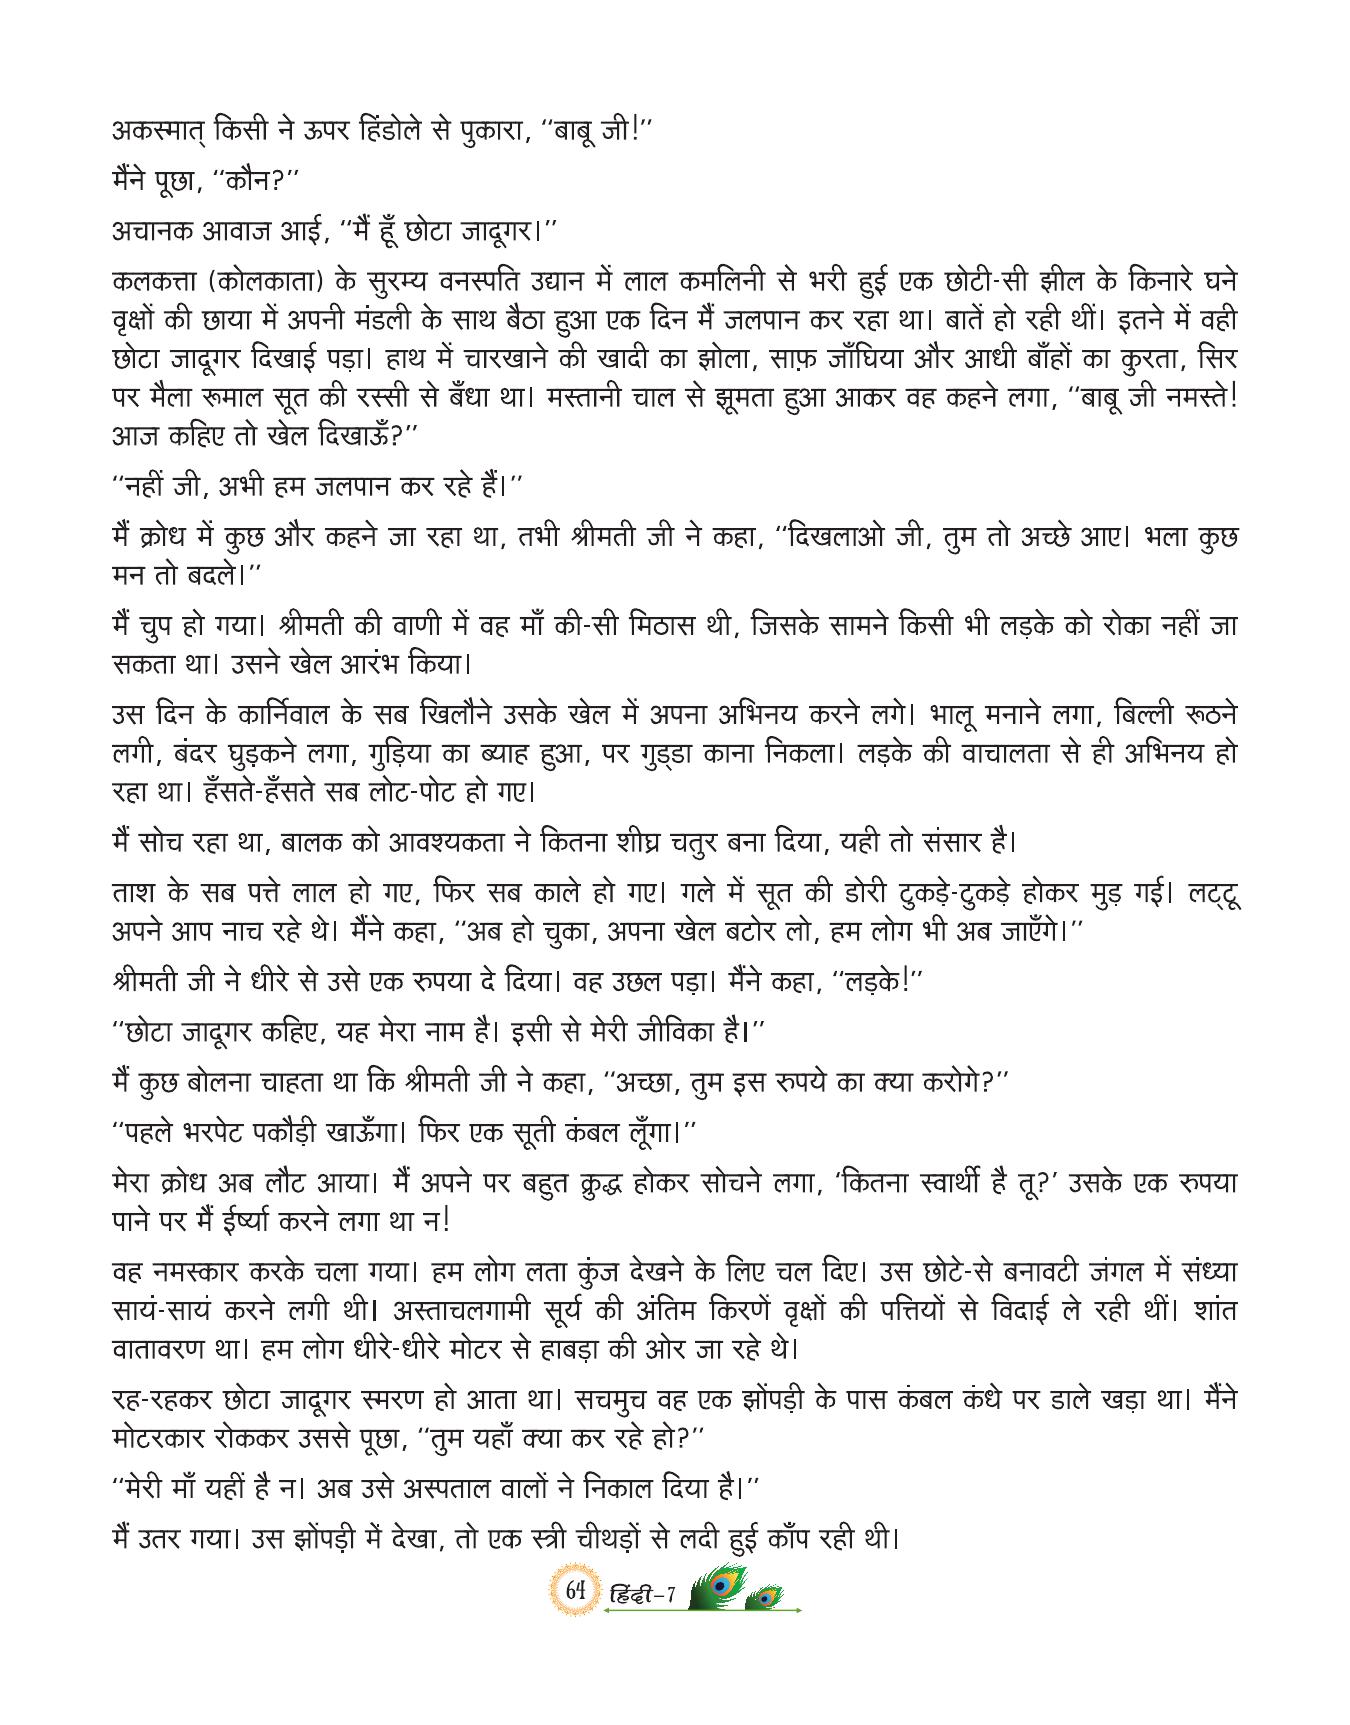 अकस्मात् किसी ने ऊपर हिंडोले से पुकारा, ‘‘बाबू जी!’’
मैंने पूछा, ‘‘कौन?’’
अचानक आवाज आई, ‘‘मैं हूँ छोटा जादूगर।’’
कलकत्ता (कोलकाता) के सुरम्य वनस्पति उद्यान में लाल कमलिनी से भरी हुई एक छोटी-सी झील के किनारे घने
वृक्षों की छाया में अपनी मंडली के साथ बैठा हुआ एक दिन मैं जलपान कर रहा था। बातें हो रही थीं। इतने में वही
छोटा जादूगर दिखाई पड़ा। हाथ में चारखाने की खादी का झोला, साफ़ जाँघिया और आधी बाँहों का कुरता, सिर
पर मैला रूमाल सूत की रस्सी से बँधा था। मस्तानी चाल से झूमता हुआ आकर वह कहने लगा, ‘‘बाबू जी नमस्ते!
आज कहिए तो खेल दिखाऊँ?’’
‘‘नहीं जी, अभी हम जलपान कर रहे हैं।’’
मैं क्रोध में कुछ और कहने जा रहा था, तभी श्रीमती जी ने कहा, ‘‘दिखलाओ जी, तुम तो अच्छे आए। भला कुछ
मन तो बदले।’’
मैं चुप हो गया। श्रीमती की वाणी में वह माँ की-सी मिठास थी, जिसके सामने किसी भी लड़के को रोका नहीं जा
सकता था। उसने खेल आरंभ किया।
उस दिन के कार्निवाल के सब खिलौने उसके खेल में अपना अभिनय करने लगे। भालू मनाने लगा, बिल्ली रूठने
लगी, बंदर घुड़कने लगा, गुड़िया का ब्याह हुआ, पर गुड्डा काना निकला। लड़के की वाचालता से ही अभिनय हो
रहा था। हँसते-हँसते सब लोट-पोट हो गए।
मैं सोच रहा था, बालक को आवश्यकता ने कितना शीघ्र चतुर बना दिया, यही तो संसार है।
ताश के सब पत्ते लाल हो गए, फिर सब काले हो गए। गले में सूत की डोरी टुकड़े-टुकड़े होकर मुड़ गई। लट्टू
अपने आप नाच रहे थे। मैंने कहा, ‘‘अब हो चुका, अपना खेल बटोर लो, हम लोग भी अब जाएँगे।’’
श्रीमती जी ने धीरे से उसे एक रुपया दे दिया। वह उछल पड़ा। मैंने कहा, ‘‘लड़के!’’
‘‘छोटा जादूगर कहिए, यह मेरा नाम है। इसी से मेरी जीविका है।’’
मैं कुछ बोलना चाहता था कि श्रीमती जी ने कहा, ‘‘अच्छा, तुम इस रुपये का क्या करोगे?’’
‘‘पहले भरपेट पकौड़ी खाऊँगा। फिर एक सूती कंबल लूँगा।’’
मेरा क्रोध अब लौट आया। मैं अपने पर बहुत क्रुद्ध होकर सोचने लगा, ‘कितना स्वार्थी है तू?’ उसके एक रुपया
पाने पर मैं ईर्ष्या करने लगा था न!
वह नमस्कार करके चला गया। हम लोग लता कुंज देखने के लिए चल दिए। उस छोटे-से बनावटी जंगल में संध्या
सायं-सायं करने लगी थी। अस्ताचलगामी सूर्य की अंतिम किरणें वृक्षों की पत्तियों से विदाई ले रही थीं। शांत
वातावरण था। हम लोग धीरे-धीरे मोटर से हाबड़ा की ओर जा रहे थे।
रह-रहकर छोटा जादूगर स्मरण हो आता था। सचमुच वह एक झोंपड़ी के पास कंबल कंधे पर डाले खड़ा था। मैंने
मोटरकार रोककर उससे पूछा, ‘‘तुम यहाँ क्या कर रहे हो?’’
‘‘मेरी माँ यहीं है न। अब उसे अस्पताल वालों ने निकाल दिया है।’’
मैं उतर गया। उस झोंपड़ी में देखा, तो एक स्त्री चीथड़ों से लदी हुई काँप रही थी।
64 हिंदी–7